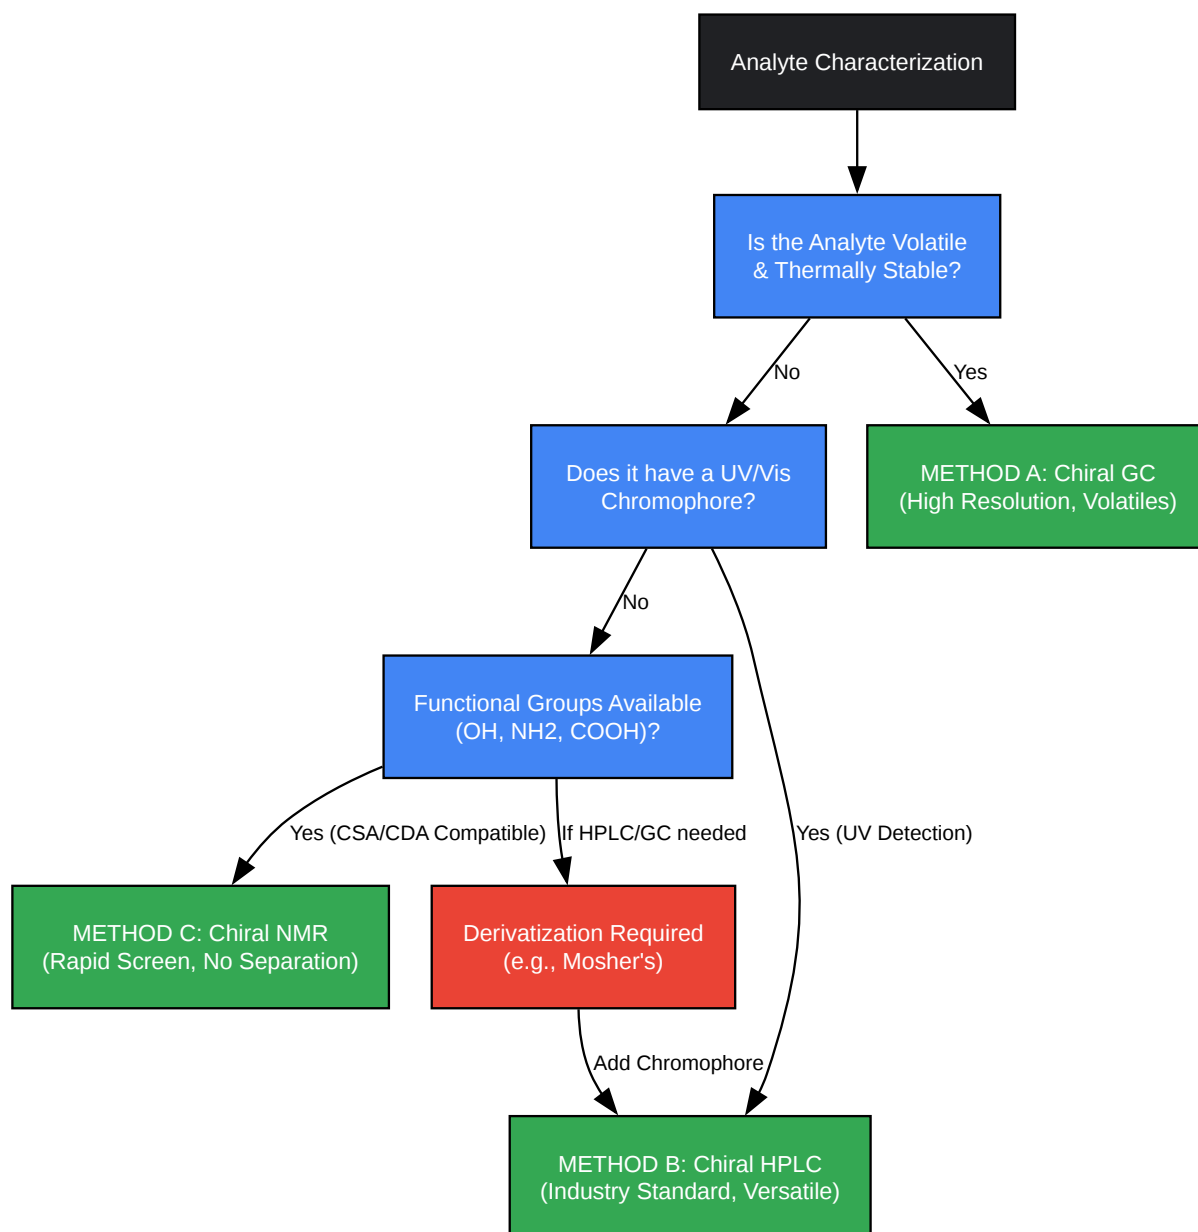 Analyte Characterization
Is the Analyte Volatile
& Thermally Stable?
No
Yes
Does it have a UV/Vis
Chromophore?
METHOD A: Chiral GC
(High Resolution, Volatiles)
No
Functional Groups Available
(OH, NH2, COOH)?
Yes (CSA/CDA Compatible)
If HPLC/GC needed
Yes (UV Detection)
METHOD C: Chiral NMR
(Rapid Screen, No Separation)
Derivatization Required
(e.g., Mosher's)
Add Chromophore
METHOD B: Chiral HPLC
(Industry Standard, Versatile)